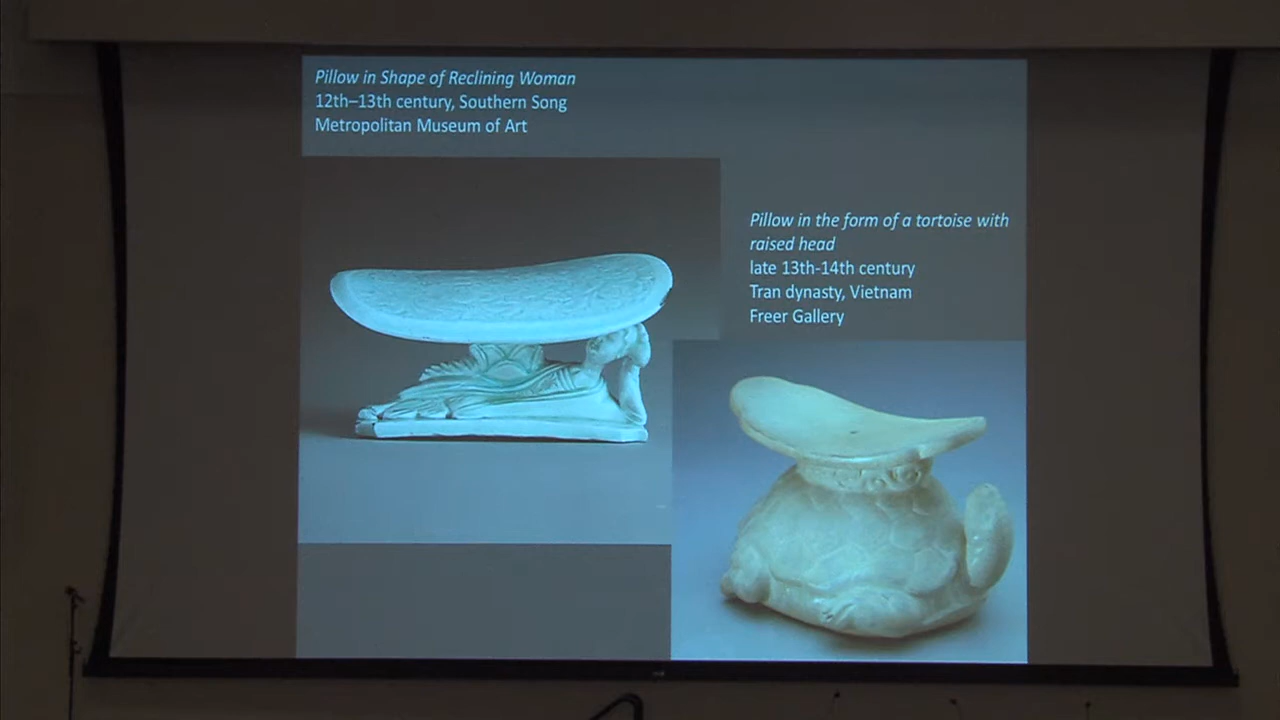 Pillow in Shape of Reclining Woman
12th–13th century, Southern Song
Metropolitan Museum of Art
Pillow in the form of a tortoise with
raised head
late 13th-14th century
Tran dynasty, Vietnam
Freer Gallery